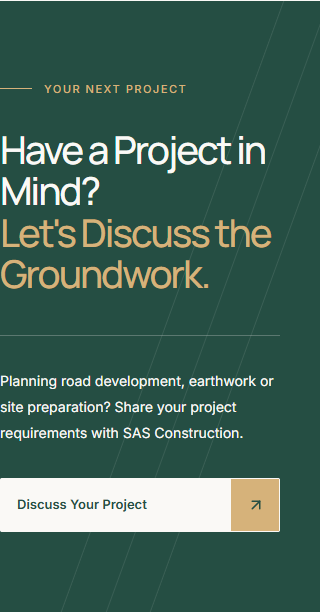 YOUR NEXT PROJECT
Have a Project in
Mind?
Let's Discuss the
Groundwork.
Planning road development, earthwork or
site preparation? Share your project
requirements with SAS Construction.
Discuss Your Project